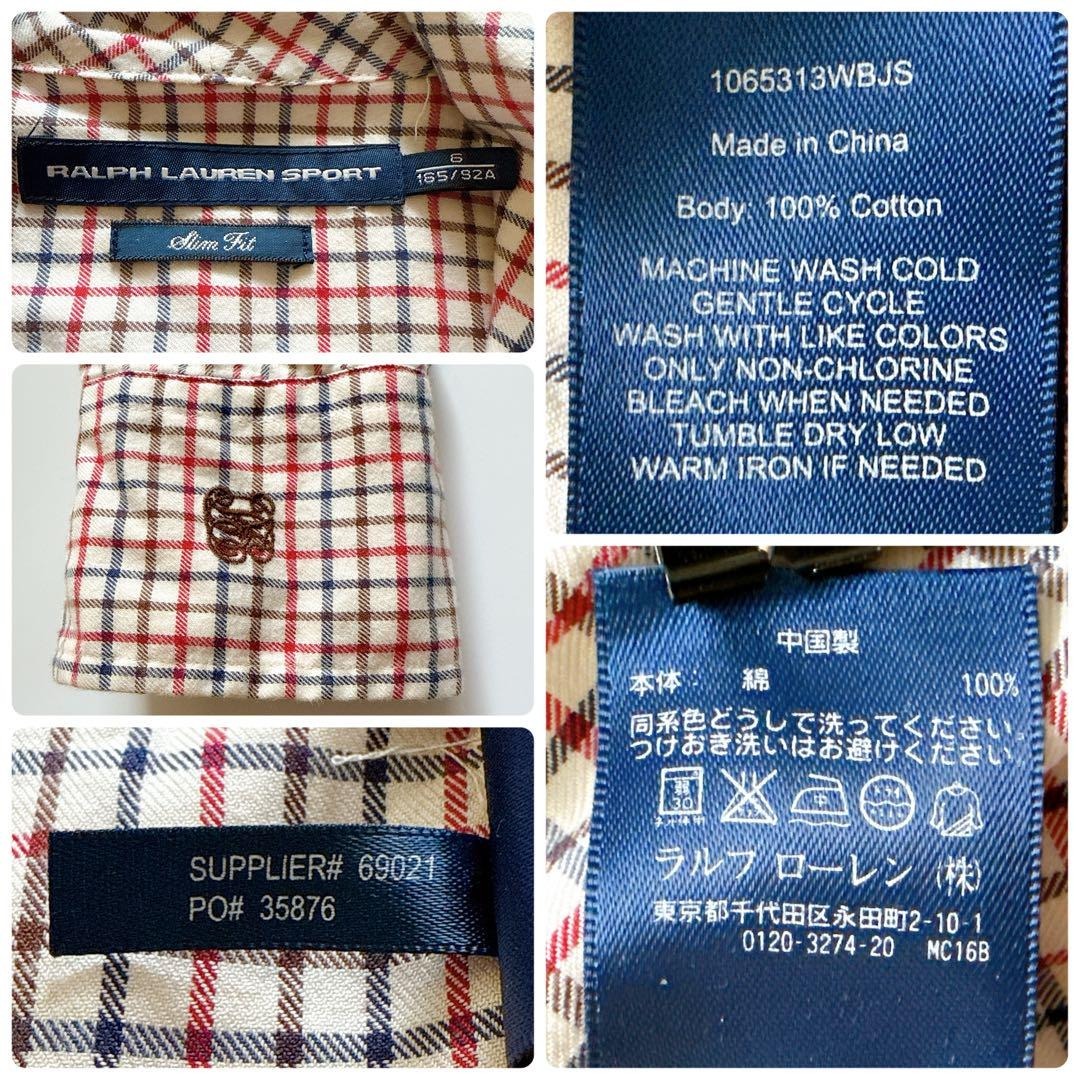 RALPH LAUREN SPORT
6
165/92A
Slim Fit
1065313WBJS
Made in China
Body: 100% Cotton
MACHINE WASH COLD
GENTLE CYCLE
WASH WITH LIKE COLORS
ONLY NON-CHLORINE
BLEACH WHEN NEEDED
TUMBLE DRY LOW
WARM IRON IF NEEDED
SUPPLIER# 69021
PO# 35876
中国製
本体: 綿 100%
同系色どうしで洗ってください
つけおき洗いはお避けください
弱
30
中
ラルフ ローレン (株)
東京都千代田区永田町2-10-1
0120-3274-20 MC16B